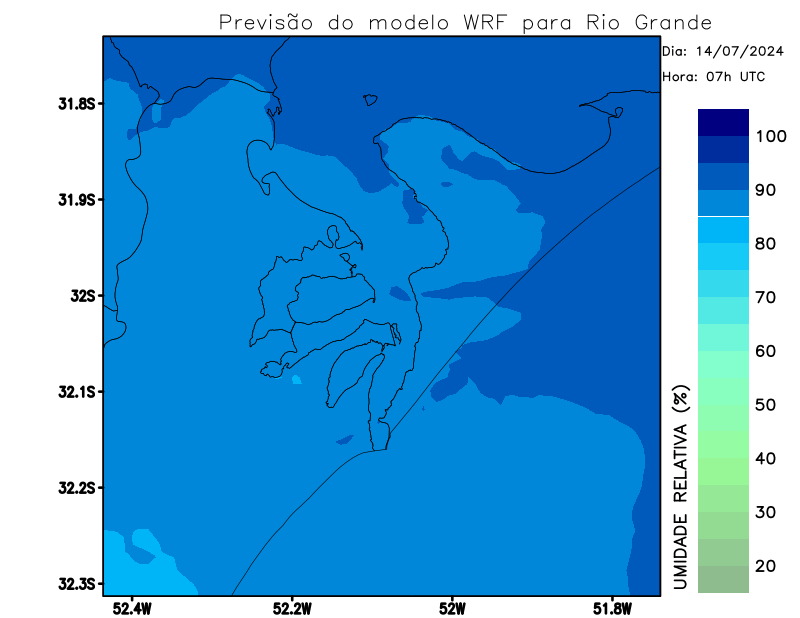 Previsão do modelo WRF para Rio Grande
Dia: 14/07/2024
Hora: 07h UTC
31.8S
31.9S
32S
32.1S
32.2S
32.3S
52.4W
52.2W
52W
51.8W
UMIDADE RELATIVA (%)
100
90
80
70
60
50
40
30
20